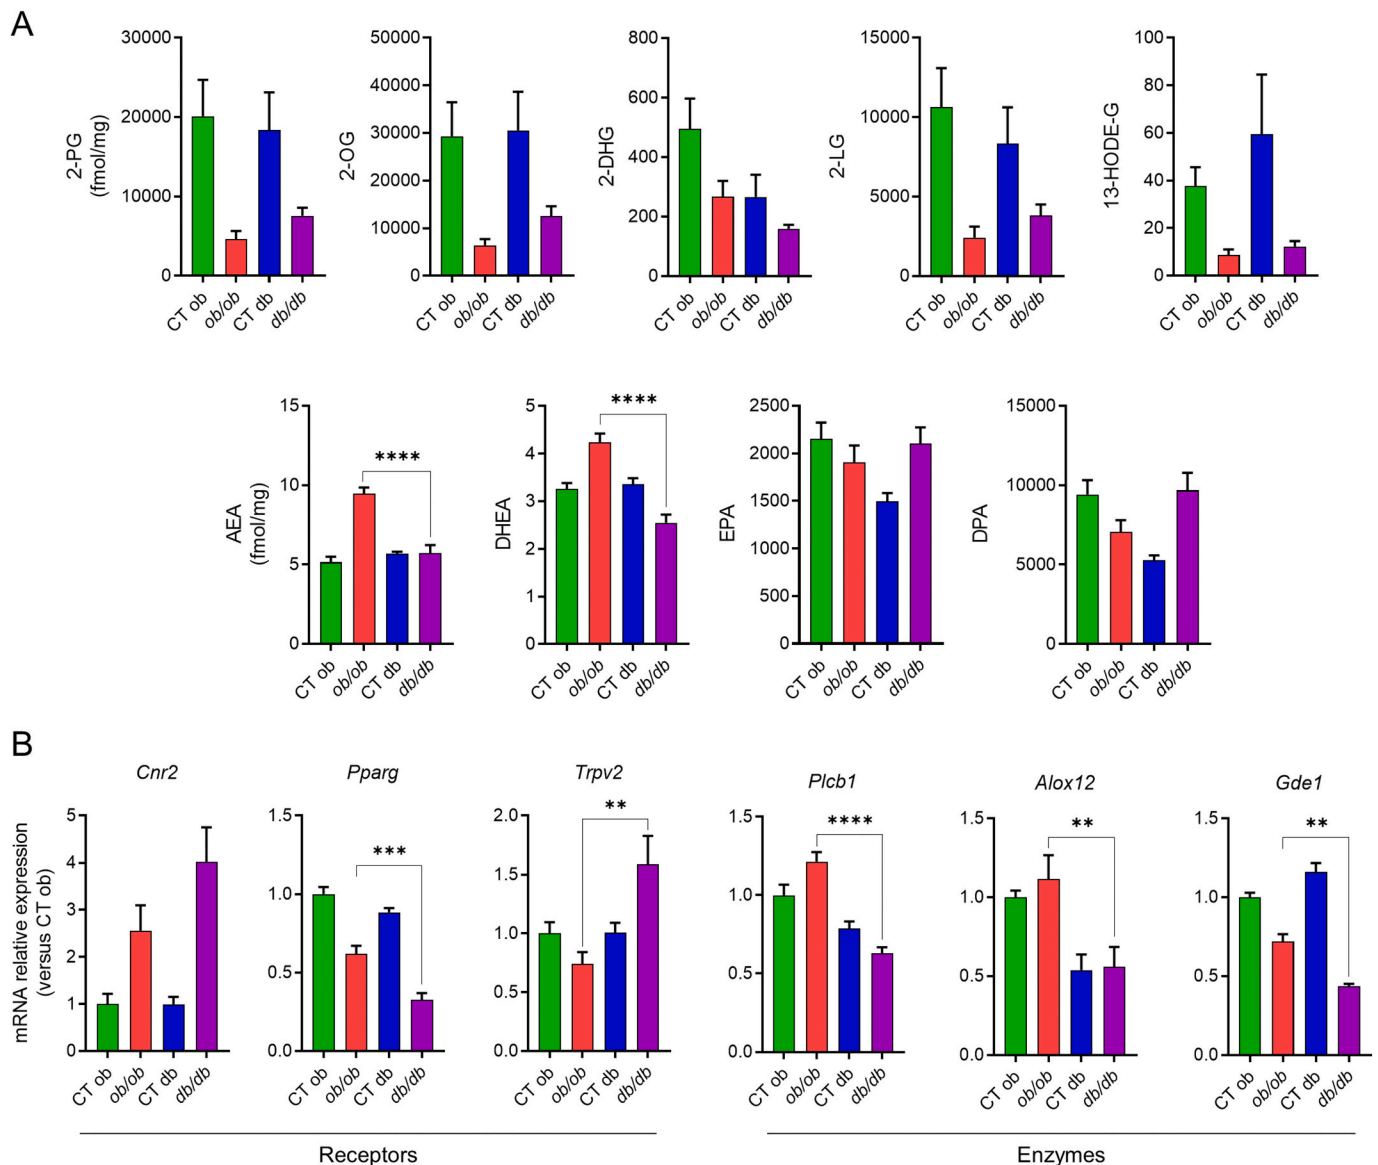 A
2-PG
(fmol/mg)
30000
20000
10000
0
CT ob
ob/ob
CT db
db/db
2-OG
50000
40000
30000
20000
10000
0
CT ob
ob/ob
CT db
db/db
2-DHG
800
600
400
200
0
CT ob
ob/ob
CT db
db/db
2-LG
15000
10000
5000
0
CT ob
ob/ob
CT db
db/db
13-HODE-G
100
80
60
40
20
0
CT ob
ob/ob
CT db
db/db
AEA
(fmol/mg)
15
10
5
0
****
CT ob
ob/ob
CT db
db/db
DHEA
5
4
3
2
1
0
****
CT ob
ob/ob
CT db
db/db
EPA
2500
2000
1500
1000
500
0
CT ob
ob/ob
CT db
db/db
DPA
15000
10000
5000
0
CT ob
ob/ob
CT db
db/db
B
mRNA relative expression
(versus CT ob)
Cnr2
5
4
3
2
1
0
CT ob
ob/ob
CT db
db/db
Pparg
1.5
1.0
0.5
0.0
***
CT ob
ob/ob
CT db
db/db
Trpv2
2.0
1.5
1.0
0.5
0.0
**
CT ob
ob/ob
CT db
db/db
Plcb1
1.5
1.0
0.5
0.0
****
CT ob
ob/ob
CT db
db/db
Alox12
1.5
1.0
0.5
0.0
**
CT ob
ob/ob
CT db
db/db
Gde1
1.5
1.0
0.5
0.0
**
CT ob
ob/ob
CT db
db/db
Receptors
Enzymes